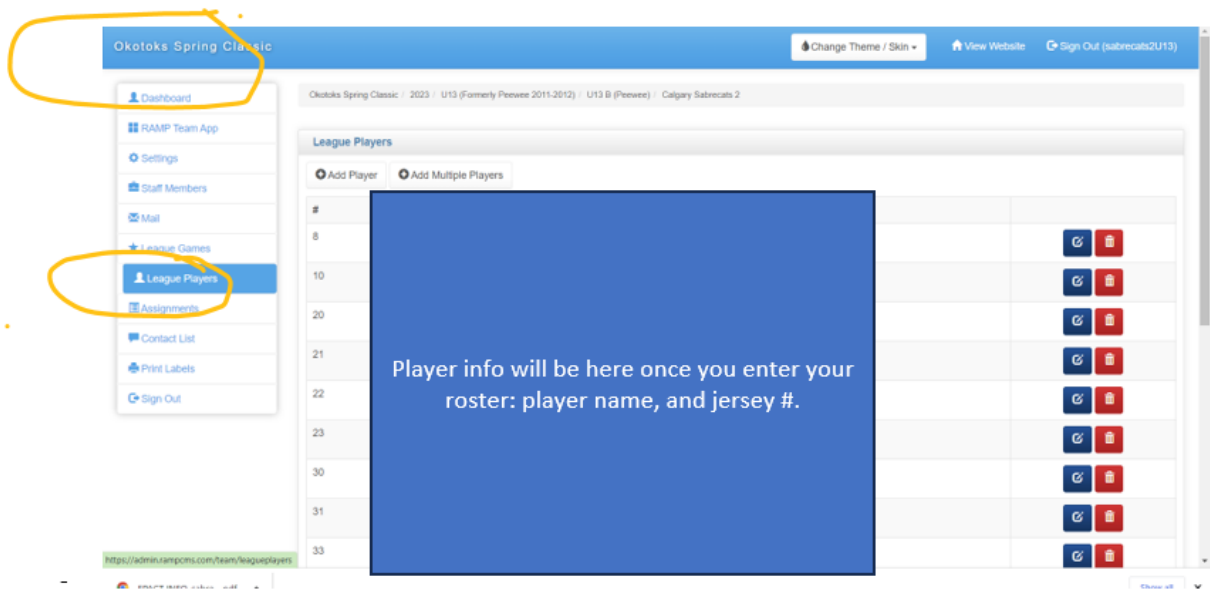 Okotoks Spring Classic
Change Theme / Skin
View Website
Sign Out (sabrecats2U13)
Dashboard
RAMP Team App
Settings
Staff Members
Mail
League Games
League Players
Assignments
Contact List
Print Labels
Sign Out
Okotoks Spring Classic / 2023 / U13 (Formerly Peewee 2011-2012) / U13 B (Peewee) / Calgary Sabrecats 2
League Players
Add Player
Add Multiple Players
#
8
10
20
21
22
23
30
31
33
Player info will be here once you enter your
roster: player name, and jersey #.
https://admin.rampcms.com/team/leagueplayers
Show all